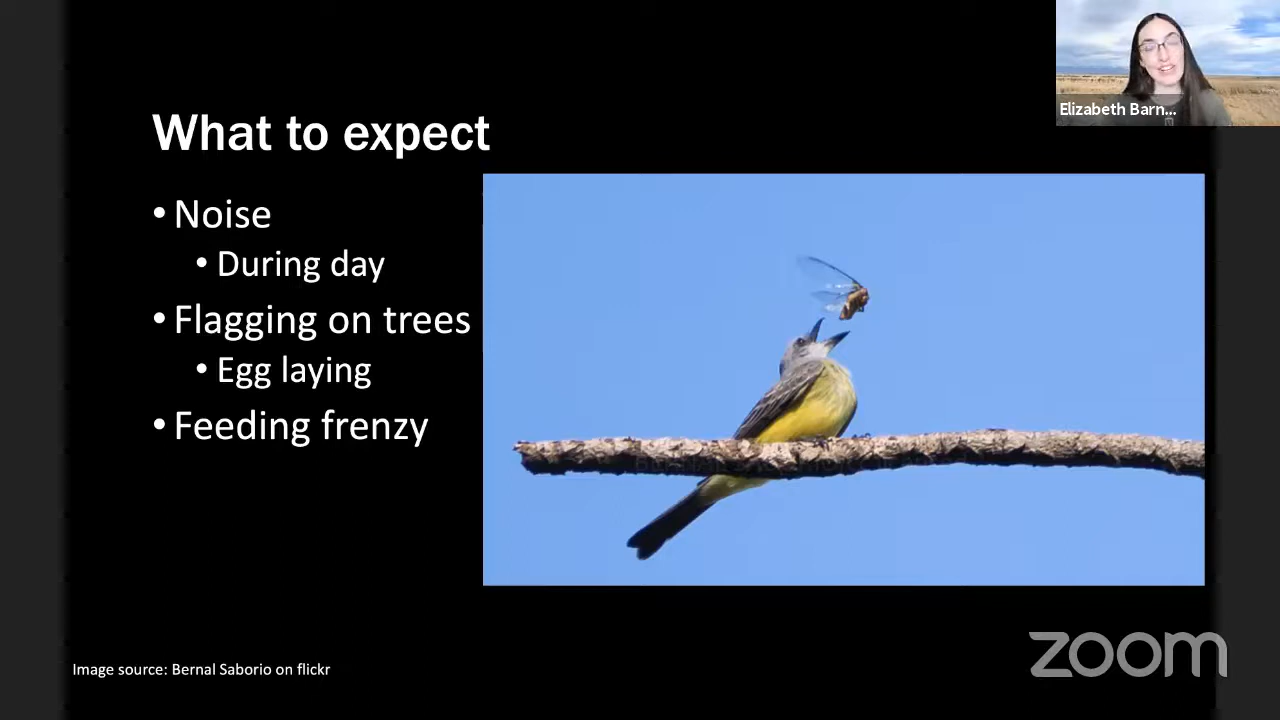 Elizabeth Barn...
What to expect
• Noise
• During day
• Flagging on trees
• Egg laying
• Feeding frenzy
Image source: Bernal Saborio on flickr
zoom